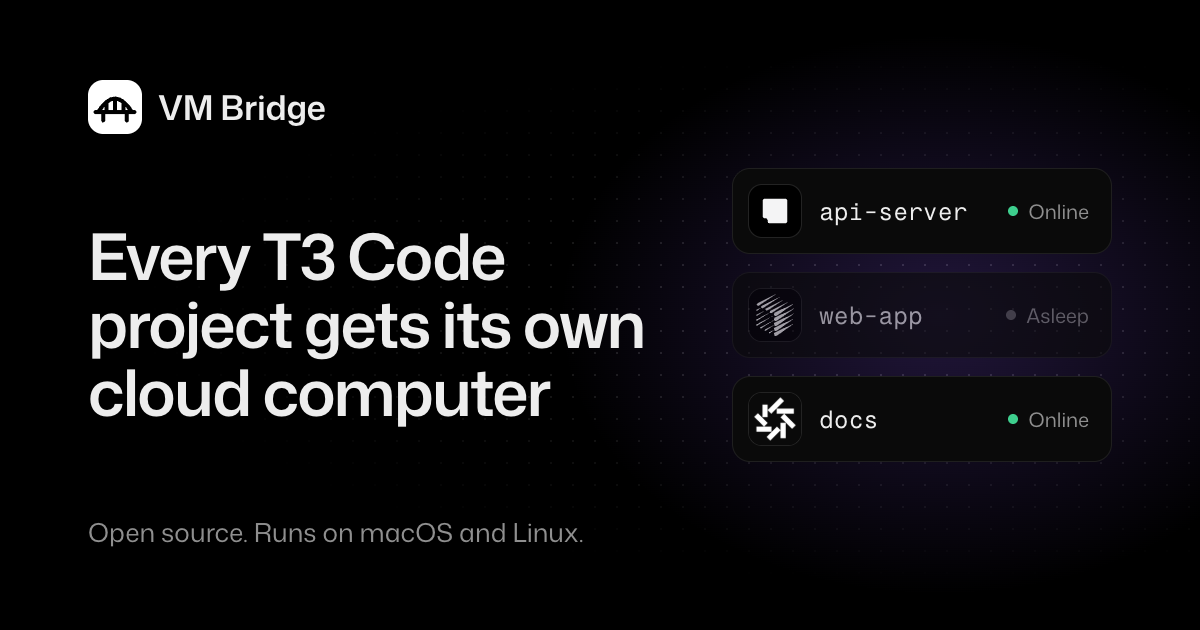 VM Bridge
Every T3 Code
project gets its own
cloud computer
Open source. Runs on macOS and Linux.
api-server Online
web-app Asleep
docs Online